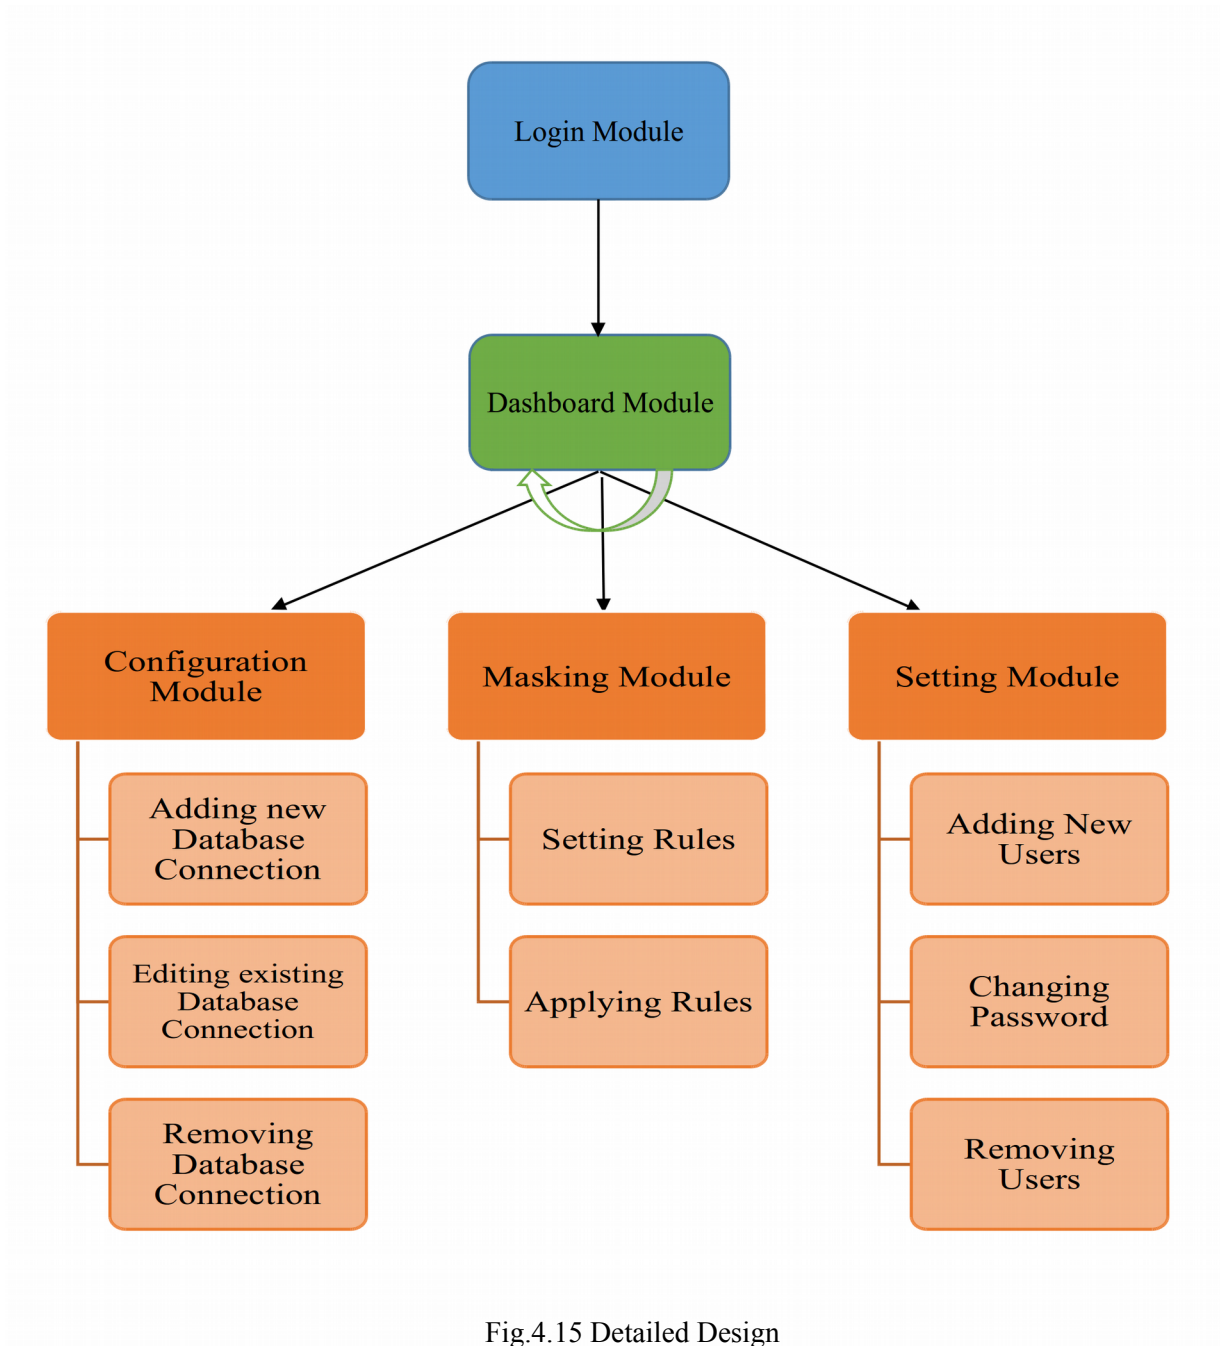 Login Module
Dashboard Module
Configuration
Module
Masking Module
Setting Module
Adding new
Database
Connection
Setting Rules
Adding New
Users
Editing existing
Database
Connection
Applying Rules
Changing
Password
Removing
Database
Connection
Removing
Users
Fig.4.15 Detailed Design